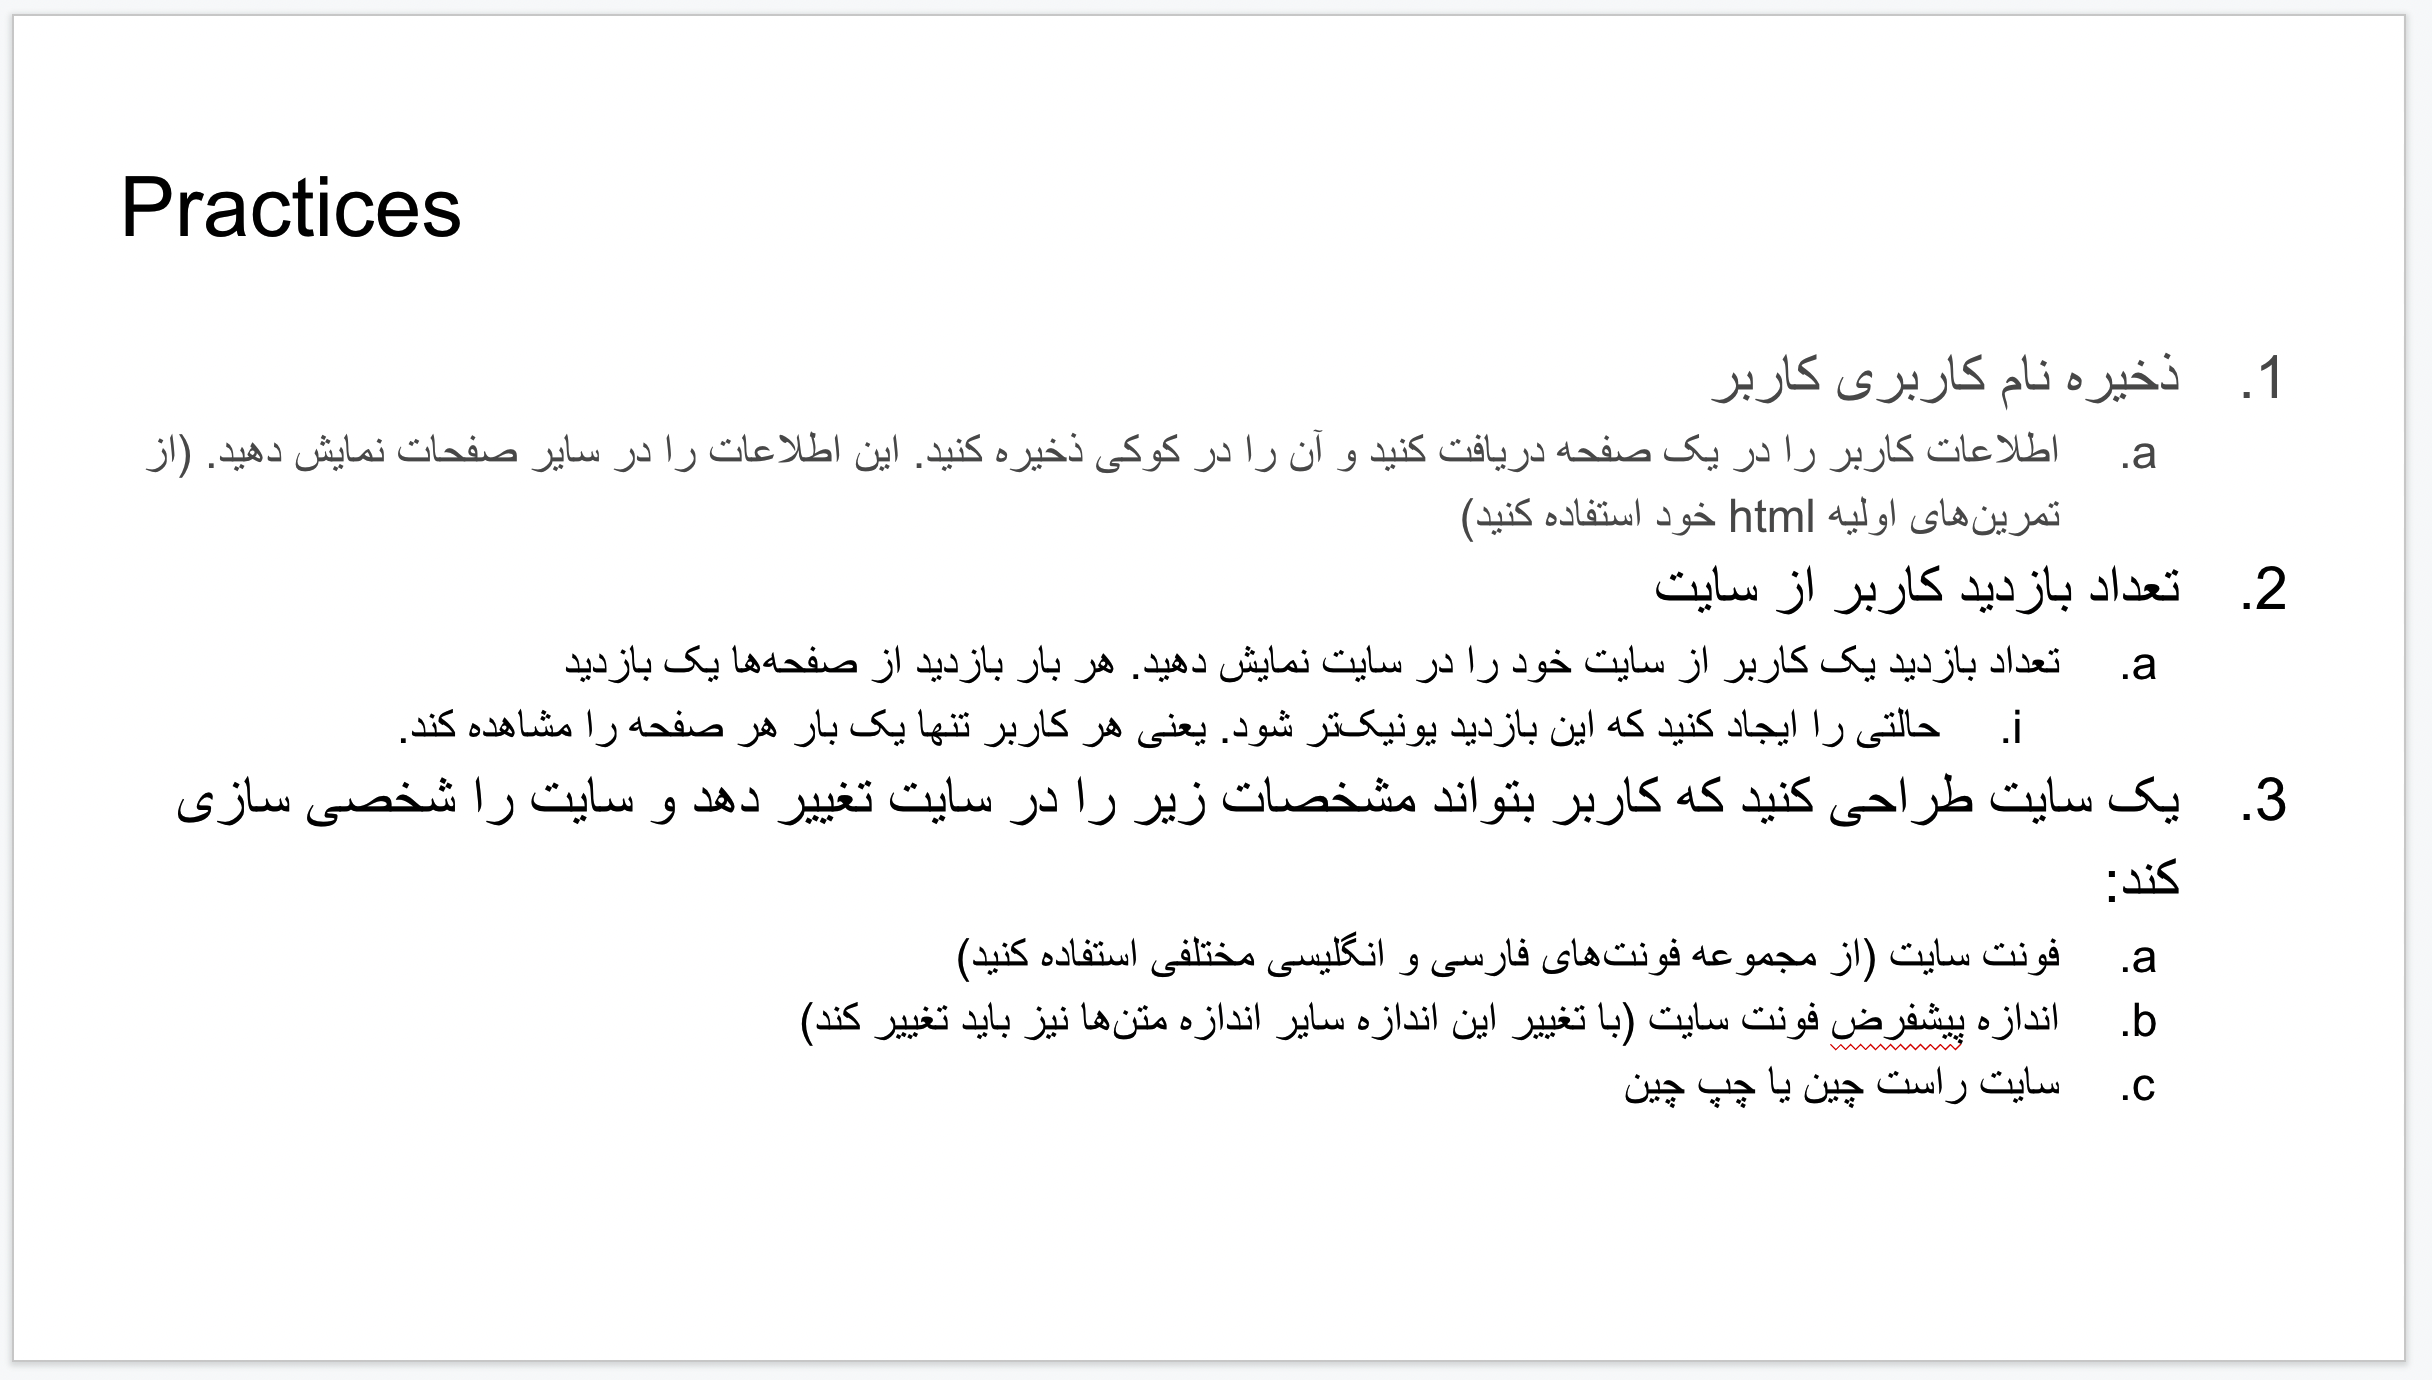 Practices
1. ذخیره نام کاربری کاربر
a. اطلاعات کاربر را در یک صفحه دریافت کنید و آن را در کوکی ذخیره کنید. این اطلاعات را در سایر صفحات نمایش دهید. (از
تمرین‌های اولیه html خود استفاده کنید)
2. تعداد بازدید کاربر از سایت
a. تعداد بازدید یک کاربر از سایت خود را در سایت نمایش دهید. هر بار بازدید از صفحه‌ها یک بازدید
i. حالتی را ایجاد کنید که این بازدید یونیک‌تر شود. یعنی هر کاربر تنها یک بار هر صفحه را مشاهده کند.
3. یک سایت طراحی کنید که کاربر بتواند مشخصات زیر را در سایت تغییر دهد و سایت را شخصی سازی
کند:
a. فونت سایت (از مجموعه فونت‌های فارسی و انگلیسی مختلفی استفاده کنید)
b. اندازه پیشفرض فونت سایت (با تغییر این اندازه سایر اندازه متن‌ها نیز باید تغییر کند)
c. سایت راست چین یا چپ چین